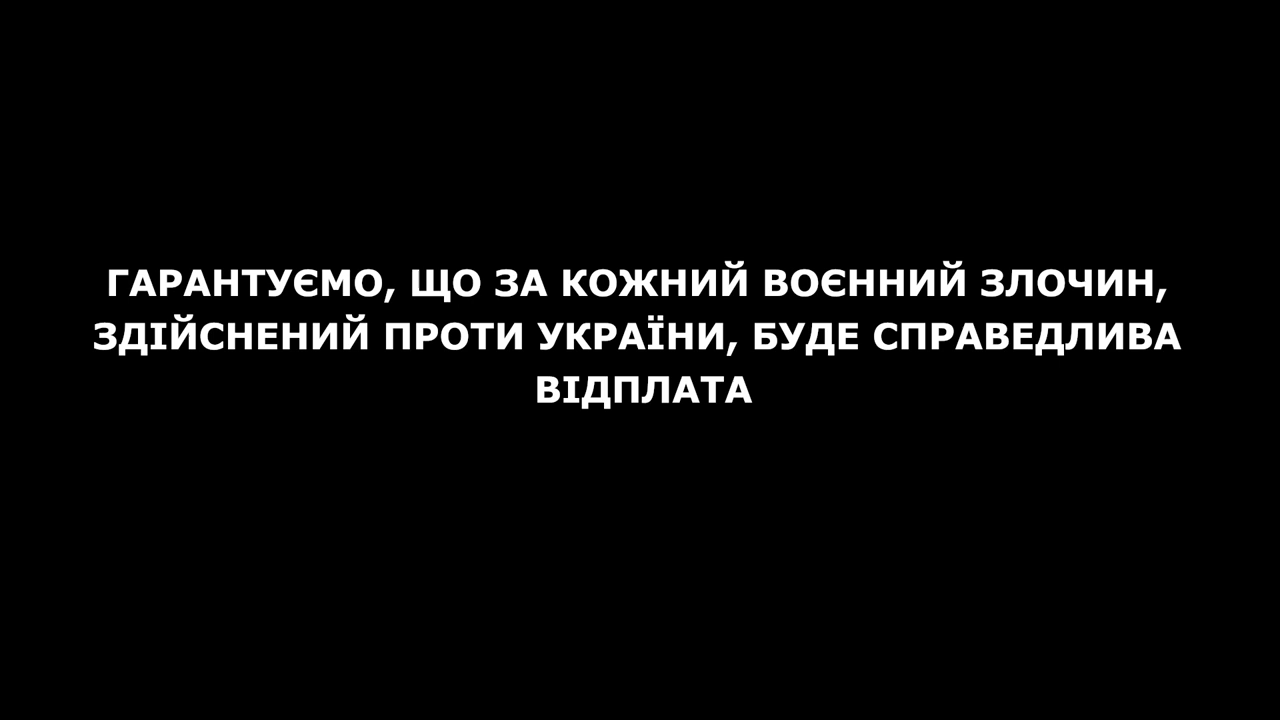 ГАРАНТУЄМО, ЩО ЗА КОЖНИЙ ВОЄННИЙ ЗЛОЧИН,
ЗДІЙСНЕНИЙ ПРОТИ УКРАЇНИ, БУДЕ СПРАВЕДЛИВА
ВІДПЛАТА